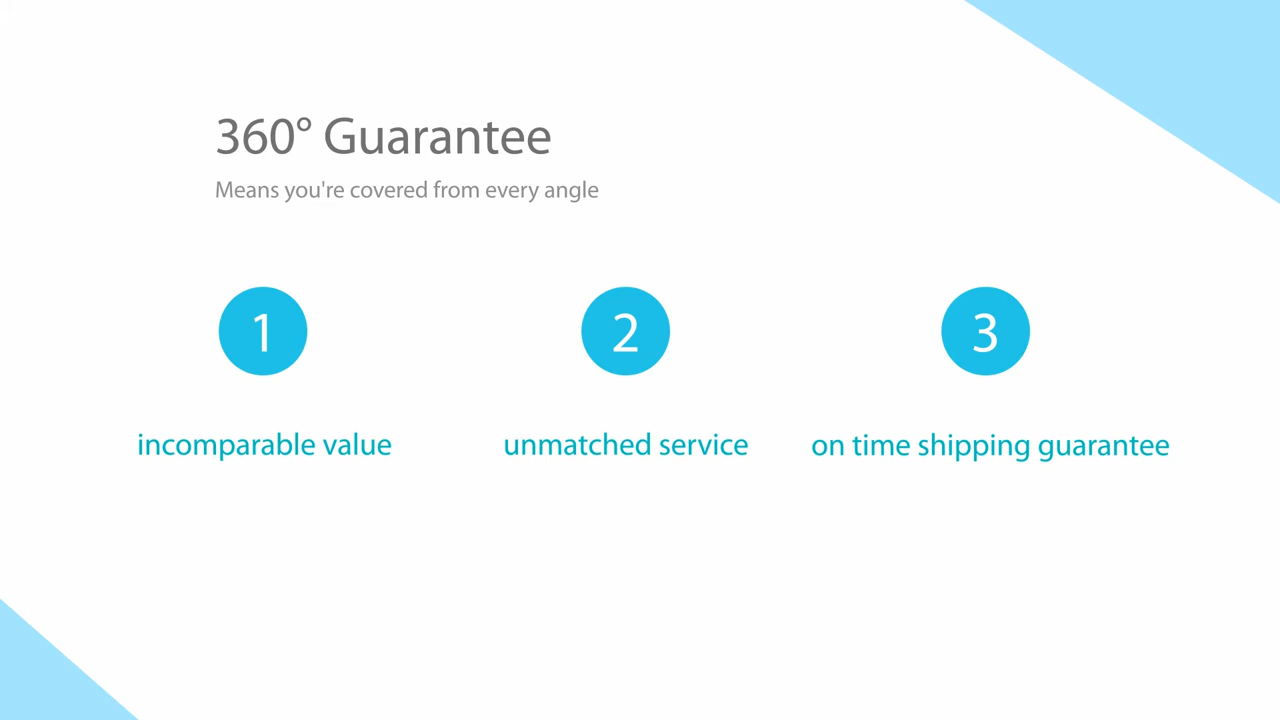 360° Guarantee
Means you're covered from every angle
1
2
3
incomparable value
unmatched service
on time shipping guarantee